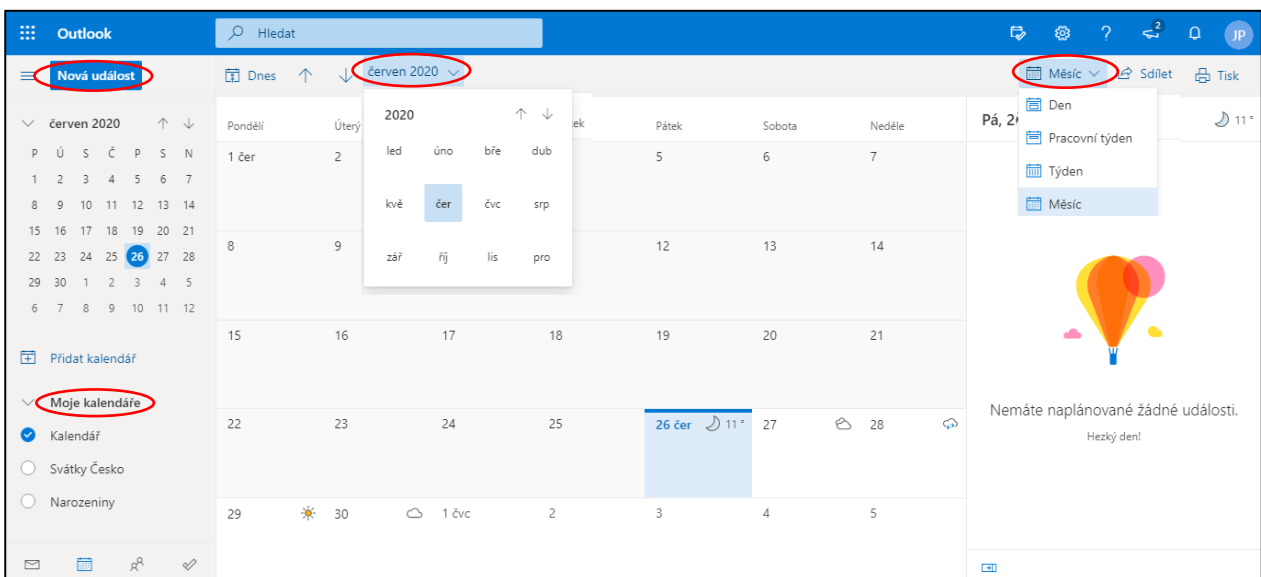 Outlook
Hledat
2
JP
Nová událost
Dnes
červen 2020
Měsíc
Sdílet
Tisk
červen 2020
P Ú S Č P S N
1 2 3 4 5 6 7
8 9 10 11 12 13 14
15 16 17 18 19 20 21
22 23 24 25 26 27 28
29 30 1 2 3 4 5
6 7 8 9 10 11 12
Přidat kalendář
Moje kalendáře
Kalendář
Svátky Česko
Narozeniny
2020
led úno bře dub
kvě čer čvc srp
zář říj lis pro
Pondělí Úterý Pátek Sobota Neděle
1 čer 2 5 6 7
8 9 12 13 14
15 16 17 18 19 20 21
22 23 24 25 26 čer 11° 27 28
29 30 1 čvc 2 3 4 5
Den
Pracovní týden
Týden
Měsíc
Pá, 11°
Nemáte naplánované žádné události.
Hezký den!